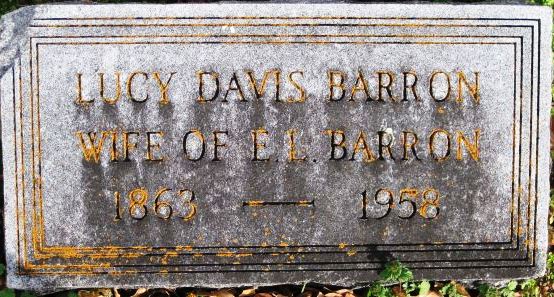 LUCY DAVIS BARRON
WIFE OF E. L. BARRON
1863 — 1958